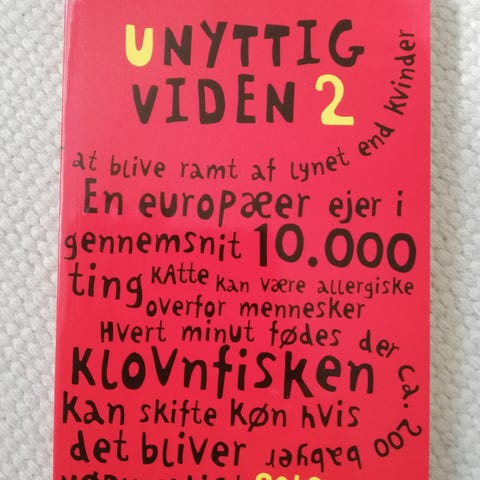 UNYTTIG
VIDEN 2
at blive ramt af lynet end kvinder
En europæer ejer i
gennemsnit 10.000
ting Katte kan være allergiske
overfor mennesker
Hvert minut fødes der ca. 200 babyer
Klovnfisken
kan skifte køn hvis
det bliver